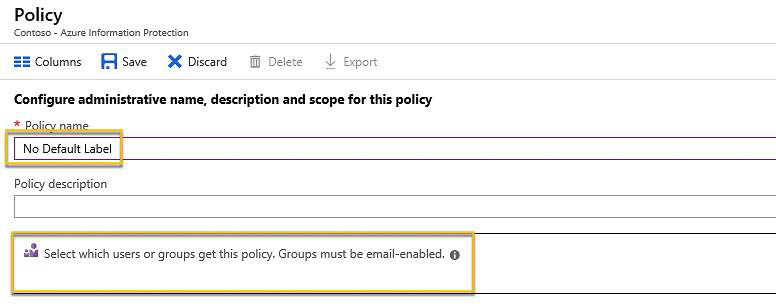 Policy
Contoso - Azure Information Protection
Columns Save Discard Delete Export
Configure administrative name, description and scope for this policy
* Policy name
No Default Label
Policy description
Select which users or groups get this policy. Groups must be email-enabled.